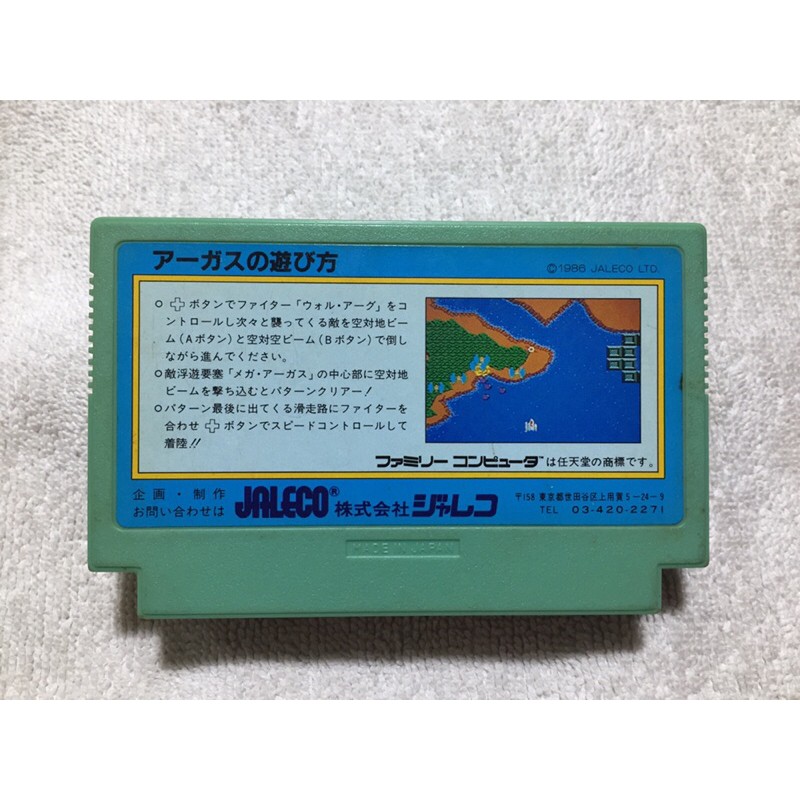 アーガスの遊び方
©1986 JALECO LTD.
○ ✚ボタンでファイター「ウォル・アーグ」をコ
ントロールし次々と襲ってくる敵を空対地ビー
ム(Aボタン)と空対空ビーム(Bボタン)で倒し
ながら進んでください。
○敵浮遊要塞「メガ・アーガス」の中心部に空対地
ビームを撃ち込むとパターンクリアー!
○パターン最後に出てくる滑走路にファイターを
合わせ✚ボタンでスピードコントロールして
着陸!!
ファミリー コンピュータは任天堂の商標です。
企画・制作
お問い合わせは
JALECO® 株式会社ジャレコ
〒158 東京都世田谷区上用賀5-24-9
TEL 03-420-2271
MADE IN JAPAN